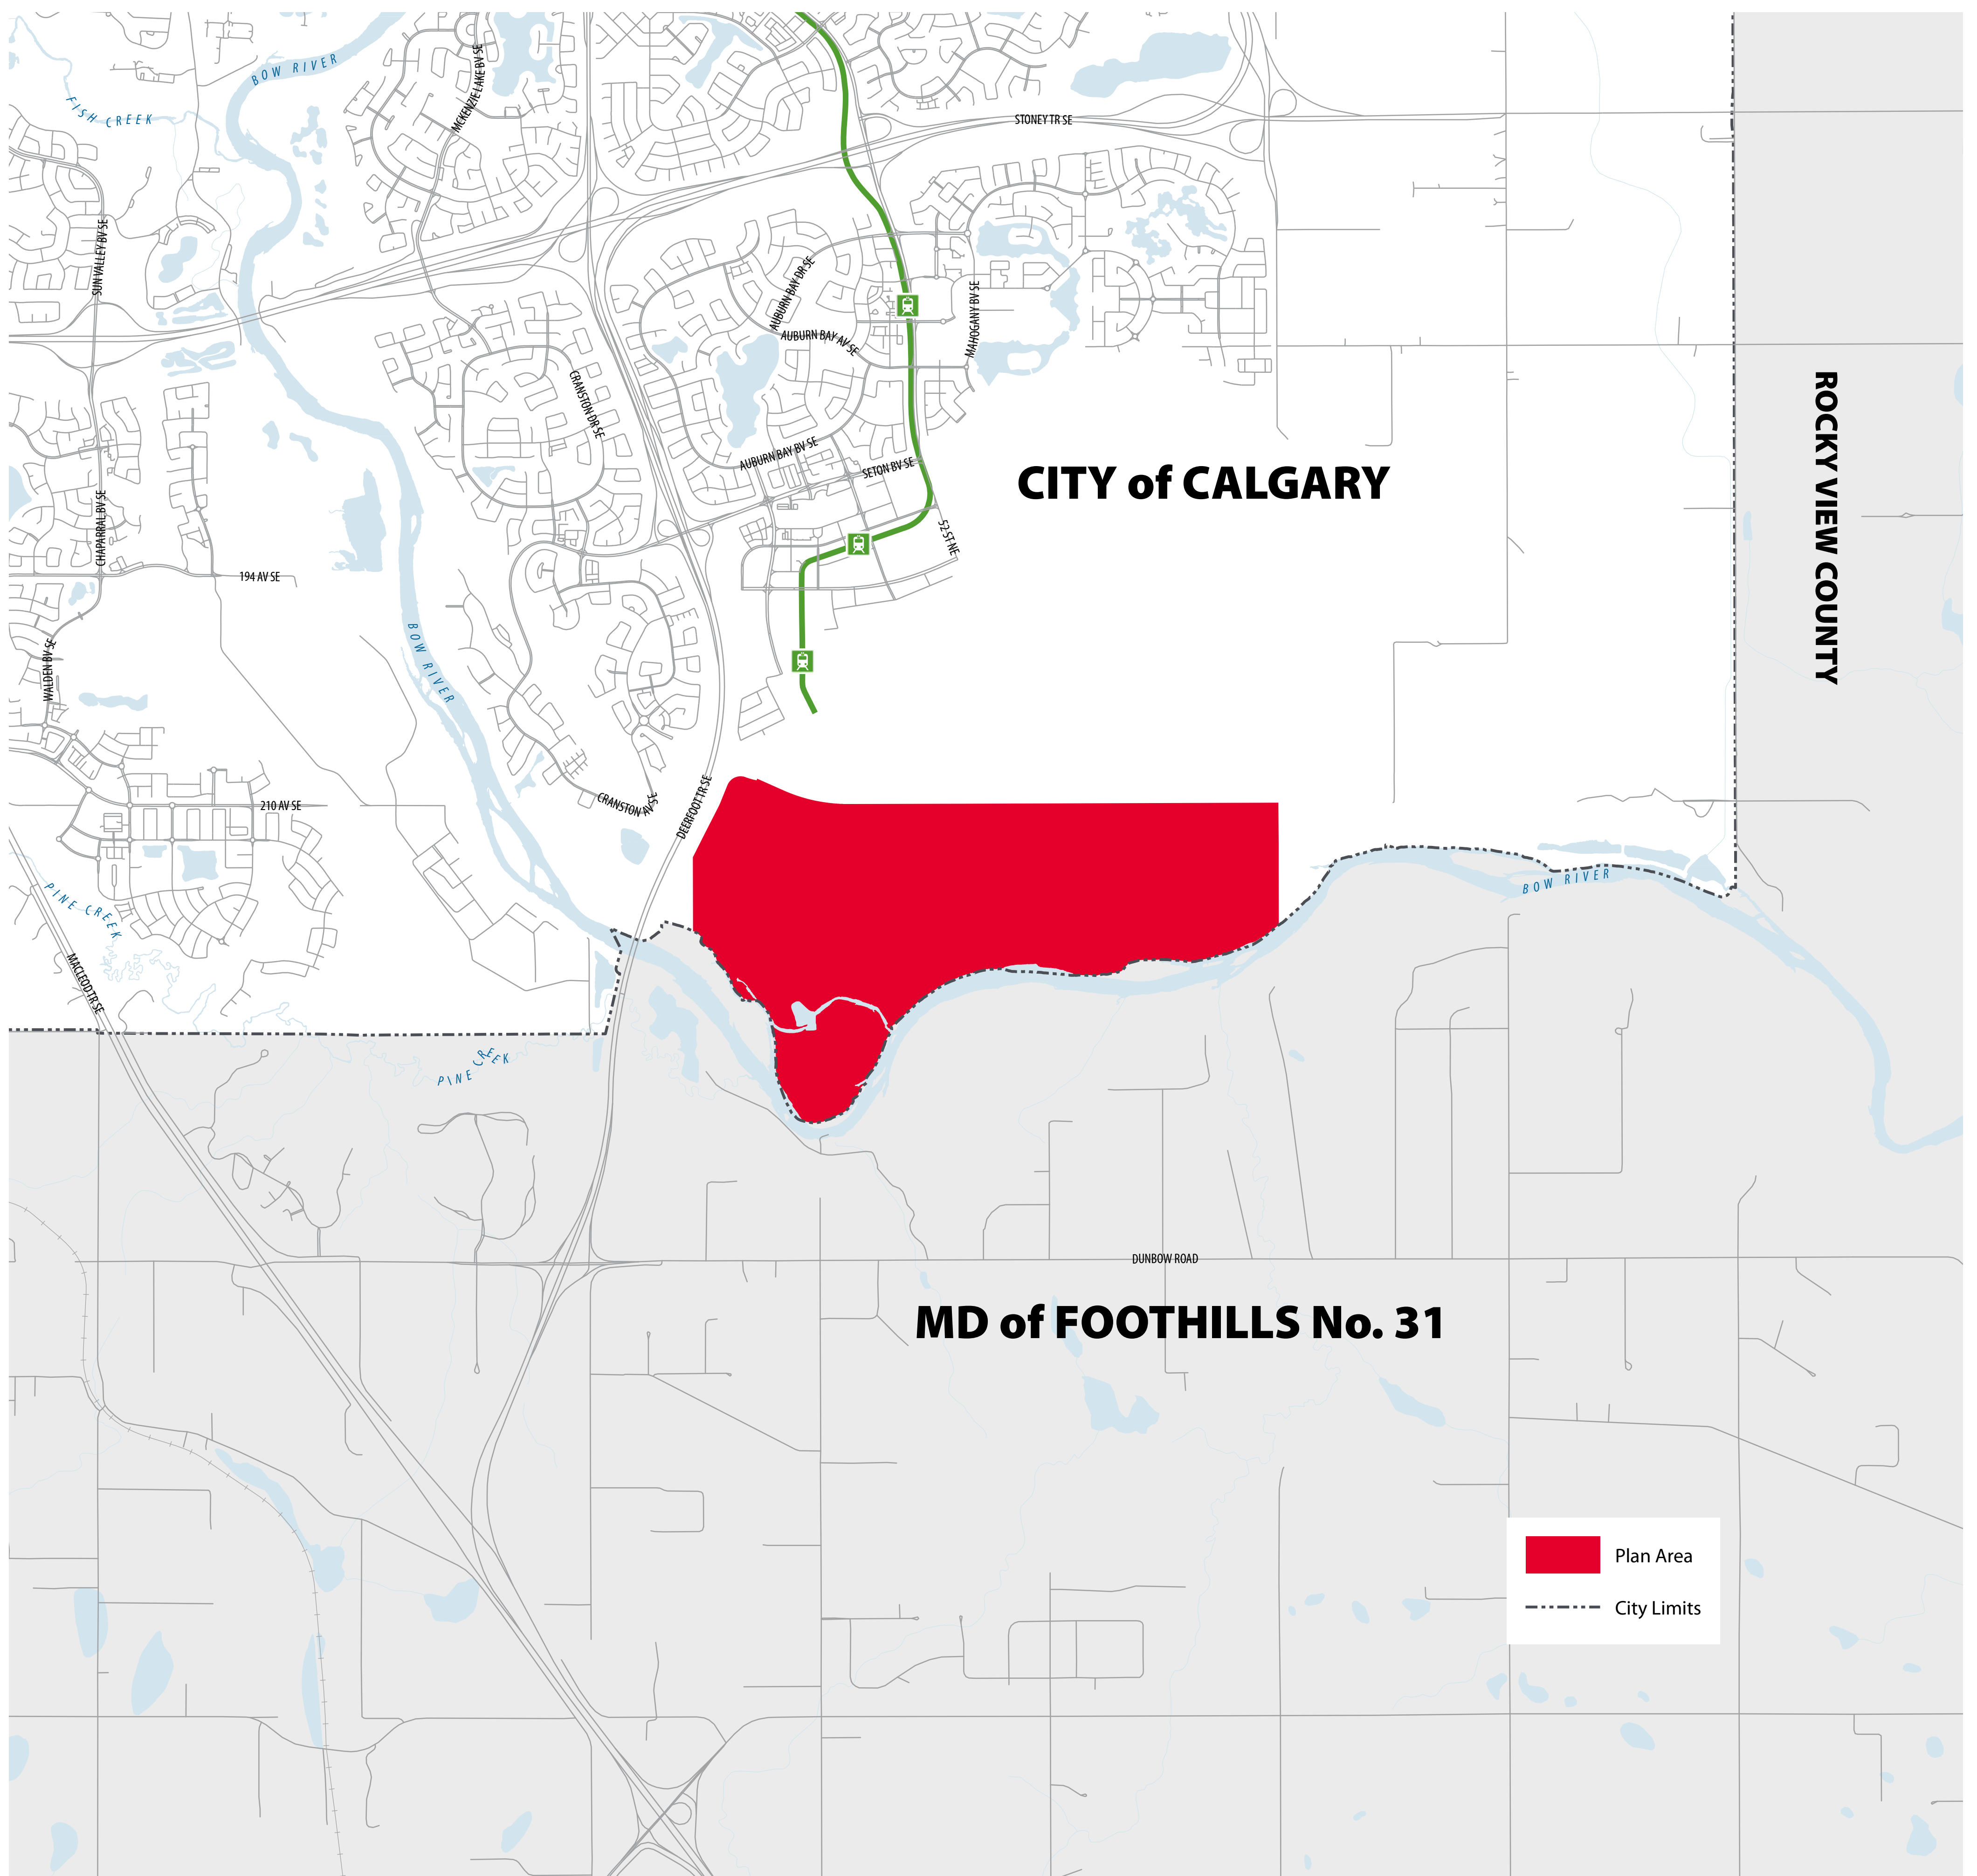 BOW RIVER
FISH CREEK
MCKENZIE LAKE BV SE
STONEY TR SE
SUN VALLEY BV SE
AUBURN BAY DR SE
AUBURN BAY AV SE
MAHOGANY BV SE
CRANSTON DR SE
AUBURN BAY BV SE
SETON BV SE
CITY of CALGARY
ROCKY VIEW COUNTY
CHAPARRAL BV SE
52 ST NE
194 AV SE
BOW RIVER
WALDEN BV SE
210 AV SE
CRANSTON AV SE
DEERFOOT TR SE
BOW RIVER
PINE CREEK
MACLEOD TR SE
PINE CREEK
DUNBOW ROAD
MD of FOOTHILLS No. 31
Plan Area
City Limits